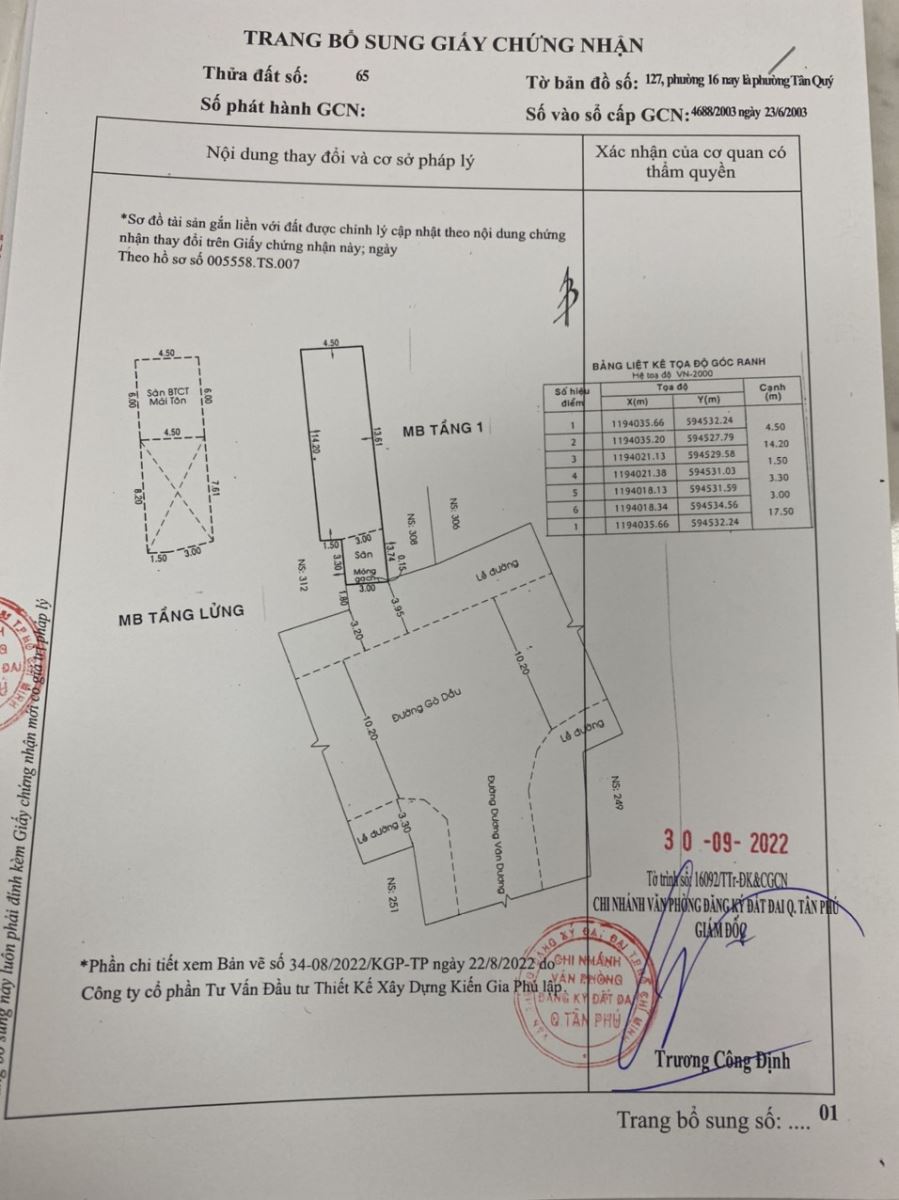 TRANG BỔ SUNG GIẤY CHỨNG NHẬN
Thửa đất số: 65
Tờ bản đồ số: 127, phường 16 nay là phường Tân Quý
Số phát hành GCN:
Số vào sổ cấp GCN: 4688/2003 ngày 23/6/2003
Nội dung thay đổi và cơ sở pháp lý
Xác nhận của cơ quan có
thẩm quyền
*Sơ đồ tài sản gắn liền với đất được chỉnh lý cập nhật theo nội dung chứng
nhận thay đổi trên Giấy chứng nhận này; ngày
Theo hồ sơ số 005558.TS.007
4.50
6.00
Sàn BTCT
Mái Tôn
6.00
4.50
8.20
7.61
1.50
3.00
MB TẦNG LỬNG
4.50
14.20
13.61
MB TẦNG 1
1.50
3.00
Sân
Móng
gạch
3.30
3.74
0.15
3.00
1.80
3.20
3.95
NS: 312
NS: 308
NS: 306
Lề đường
10.20
10.20
Đường Gò Dầu
Lề đường
Đường Dương Văn Dương
NS: 249
3.30
Lề đường
NS: 251
BẢNG LIỆT KÊ TỌA ĐỘ GÓC RANH
Hệ toạ độ VN-2000
Số hiệu điểm | Tọa độ | Cạnh (m)
X(m) | Y(m)
1 | 1194035.66 | 594532.24
4.50
2 | 1194035.20 | 594527.79
14.20
3 | 1194021.13 | 594529.58
1.50
4 | 1194021.38 | 594531.03
3.30
5 | 1194018.13 | 594531.59
3.00
6 | 1194018.34 | 594534.56
17.50
1 | 1194035.66 | 594532.24
30 -09- 2022
Tờ trình số: 16092/TTr-ĐK&CGCN
CHI NHÁNH VĂN PHÒNG ĐĂNG KÝ ĐẤT ĐAI Q. TÂN PHÚ
GIÁM ĐỐC
CHI NHÁNH
VĂN PHÒNG
ĐĂNG KÝ ĐẤT ĐAI
Q. TÂN PHÚ
Trương Công Định
*Phần chi tiết xem Bản vẽ số 34-08/2022/KGP-TP ngày 22/8/2022 do
Công ty cổ phần Tư Vấn Đầu tư Thiết Kế Xây Dựng Kiến Gia Phú lập.
Trang bổ sung số: .... 01
bổ sung này luôn phải đính kèm Giấy chứng nhận mới có giá trị pháp lý